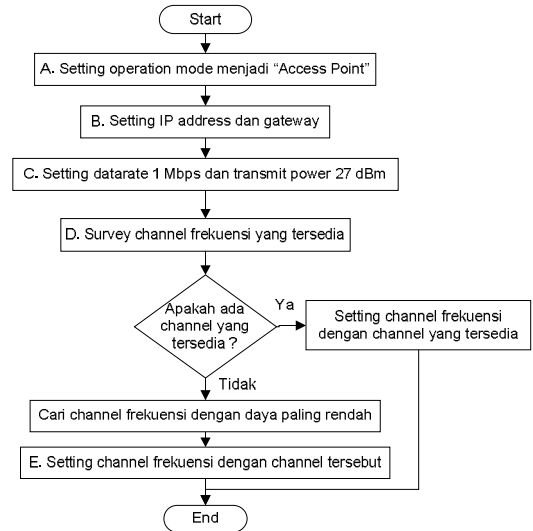 Start
A. Setting operation mode menjadi “Access Point”
B. Setting IP address dan gateway
C. Setting datarate 1 Mbps dan transmit power 27 dBm
D. Survey channel frekuensi yang tersedia
Apakah ada
channel yang
tersedia ?
Ya
Setting channel frekuensi
dengan channel yang tersedia
Tidak
Cari channel frekuensi dengan daya paling rendah
E. Setting channel frekuensi dengan channel tersebut
End